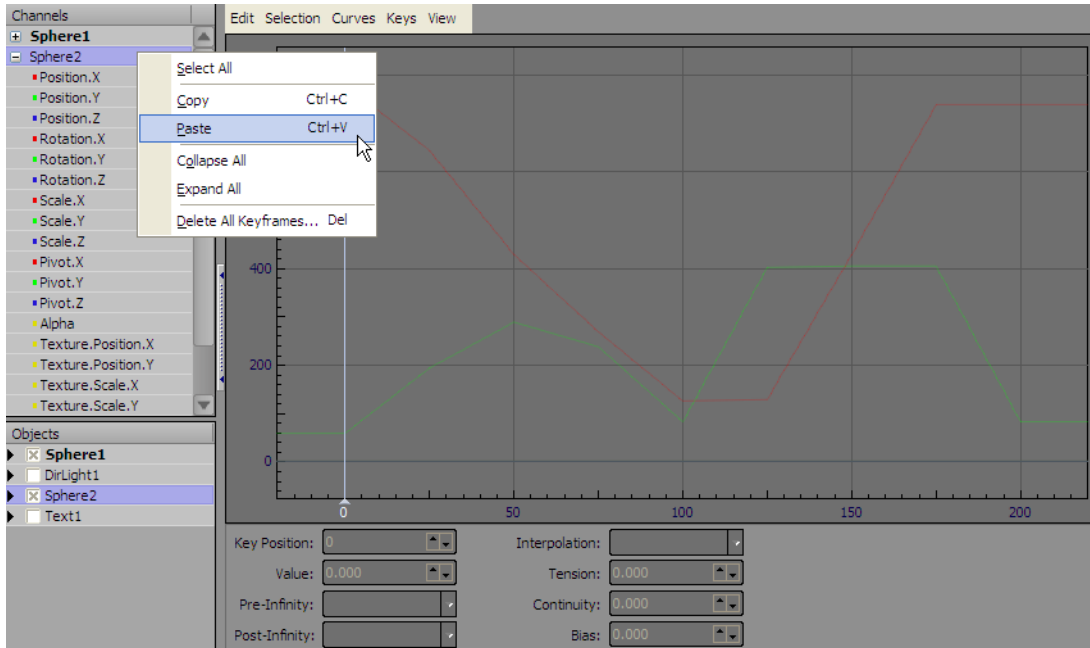 Channels
Edit Selection Curves Keys View
Sphere1
Sphere2
Position.X
Position.Y
Position.Z
Rotation.X
Rotation.Y
Rotation.Z
Scale.X
Scale.Y
Scale.Z
Pivot.X
Pivot.Y
Pivot.Z
Alpha
Texture.Position.X
Texture.Position.Y
Texture.Scale.X
Texture.Scale.Y
Select All
Copy Ctrl+C
Paste Ctrl+V
Collapse All
Expand All
Delete All Keyframes... Del
400
200
0
0 50 100 150 200
Objects
Sphere1
DirLight1
Sphere2
Text1
Key Position: 0 Interpolation:
Value: 0.000 Tension: 0.000
Pre-Infinity: Continuity: 0.000
Post-Infinity: Bias: 0.000